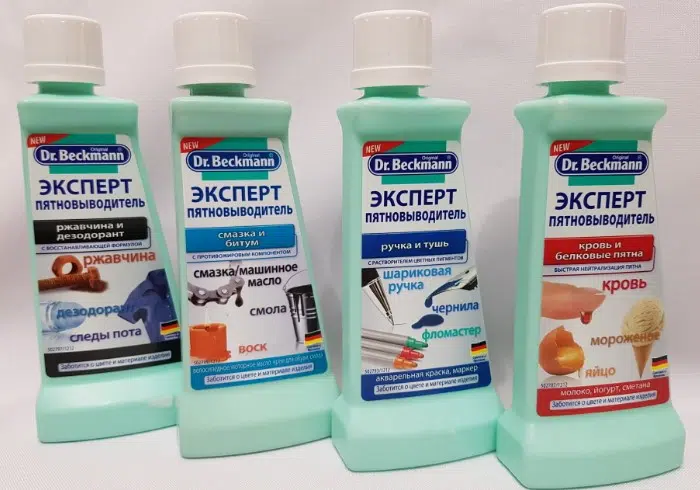 NEW
Original
Dr. Beckmann
ЭКСПЕРТ
ПЯТНОВЫВОДИТЕЛЬ
ржавчина и
дезодорант
С ВОССТАНАВЛИВАЮЩЕЙ ФОРМУЛОЙ
ржавчина
дезодорант
следы пота
Заботится о цвете и материале изделия
NEW
Original
Dr. Beckmann
ЭКСПЕРТ
ПЯТНОВЫВОДИТЕЛЬ
смазка и
битум
С ПРОТИВОЖИРОВЫМ КОМПОНЕНТОМ
смазка/машинное
масло
смола
воск
Заботится о цвете и материале изделия
NEW
Original
Dr. Beckmann
ЭКСПЕРТ
ПЯТНОВЫВОДИТЕЛЬ
ручка и тушь
С РАСТВОРИТЕЛЕМ ЦВЕТНЫХ ПИГМЕНТОВ
шариковая
ручка
чернила
фломастер
акварельная краска, маркер
Заботится о цвете и материале изделия
NEW
Original
Dr. Beckmann
ЭКСПЕРТ
ПЯТНОВЫВОДИТЕЛЬ
кровь и
белковые пятна
БЫСТРАЯ НЕЙТРАЛИЗАЦИЯ ПЯТНА
кровь
мороженое
яйцо
молоко, йогурт, сметана
Заботится о цвете и материале изделия